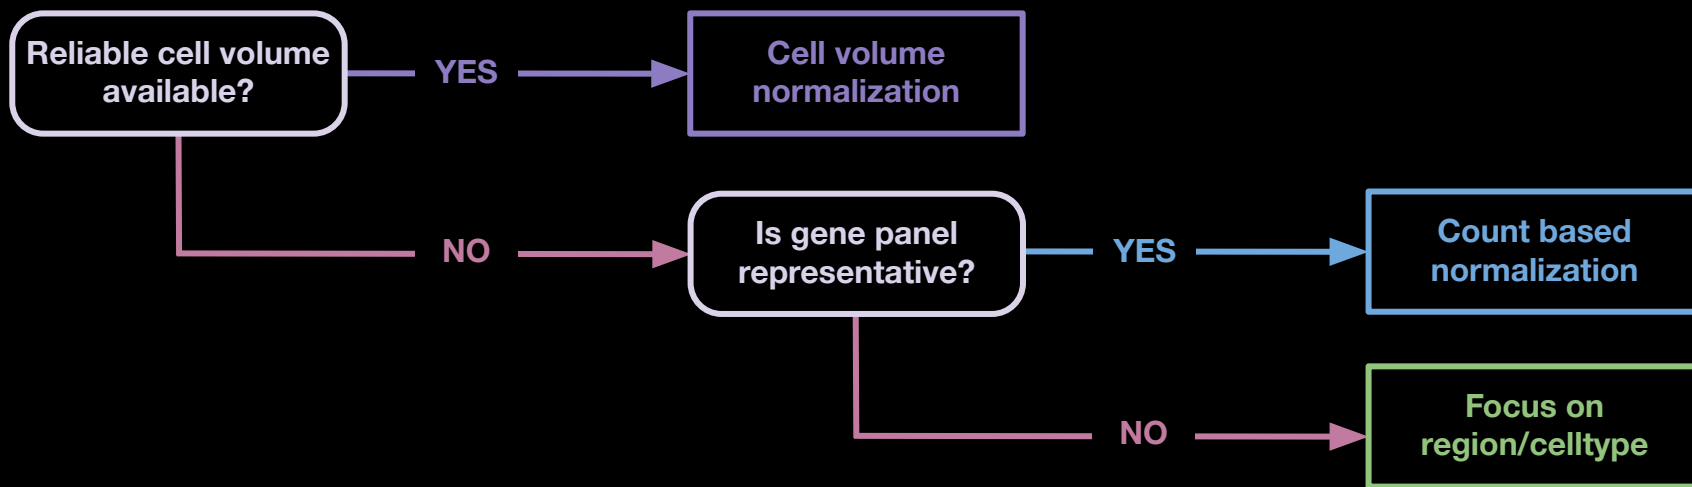 Reliable cell volume
available?
YES
Cell volume
normalization
NO
Is gene panel
representative?
YES
Count based
normalization
NO
Focus on
region/celltype